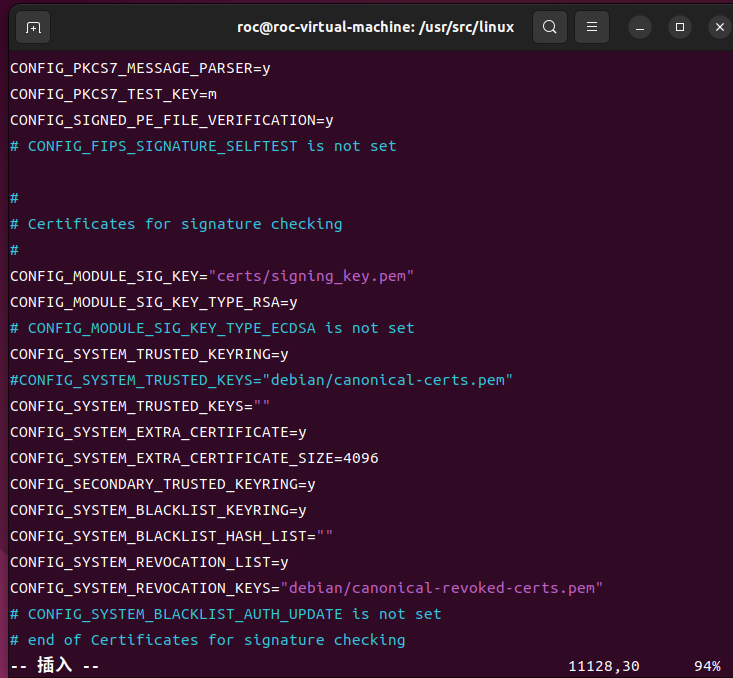 roc@roc-virtual-machine: /usr/src/linux
CONFIG_PKCS7_MESSAGE_PARSER=y
CONFIG_PKCS7_TEST_KEY=m
CONFIG_SIGNED_PE_FILE_VERIFICATION=y
# CONFIG_FIPS_SIGNATURE_SELFTEST is not set
#
# Certificates for signature checking
#
CONFIG_MODULE_SIG_KEY="certs/signing_key.pem"
CONFIG_MODULE_SIG_KEY_TYPE_RSA=y
# CONFIG_MODULE_SIG_KEY_TYPE_ECDSA is not set
CONFIG_SYSTEM_TRUSTED_KEYRING=y
#CONFIG_SYSTEM_TRUSTED_KEYS="debian/canonical-certs.pem"
CONFIG_SYSTEM_TRUSTED_KEYS=""
CONFIG_SYSTEM_EXTRA_CERTIFICATE=y
CONFIG_SYSTEM_EXTRA_CERTIFICATE_SIZE=4096
CONFIG_SECONDARY_TRUSTED_KEYRING=y
CONFIG_SYSTEM_BLACKLIST_KEYRING=y
CONFIG_SYSTEM_BLACKLIST_HASH_LIST=""
CONFIG_SYSTEM_REVOCATION_LIST=y
CONFIG_SYSTEM_REVOCATION_KEYS="debian/canonical-revoked-certs.pem"
# CONFIG_SYSTEM_BLACKLIST_AUTH_UPDATE is not set
# end of Certificates for signature checking
-- 插入 -- 11128,30 94%